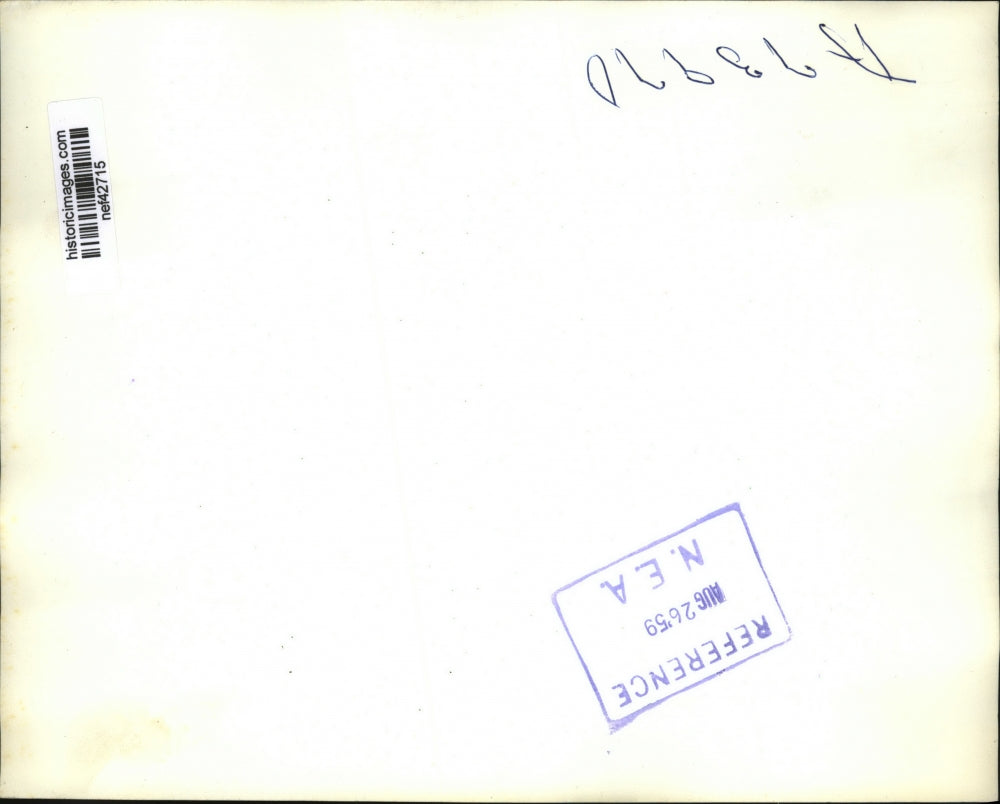 historicimages.com
nef42715
REFERENCE
AUG 26'59
N.E.A.